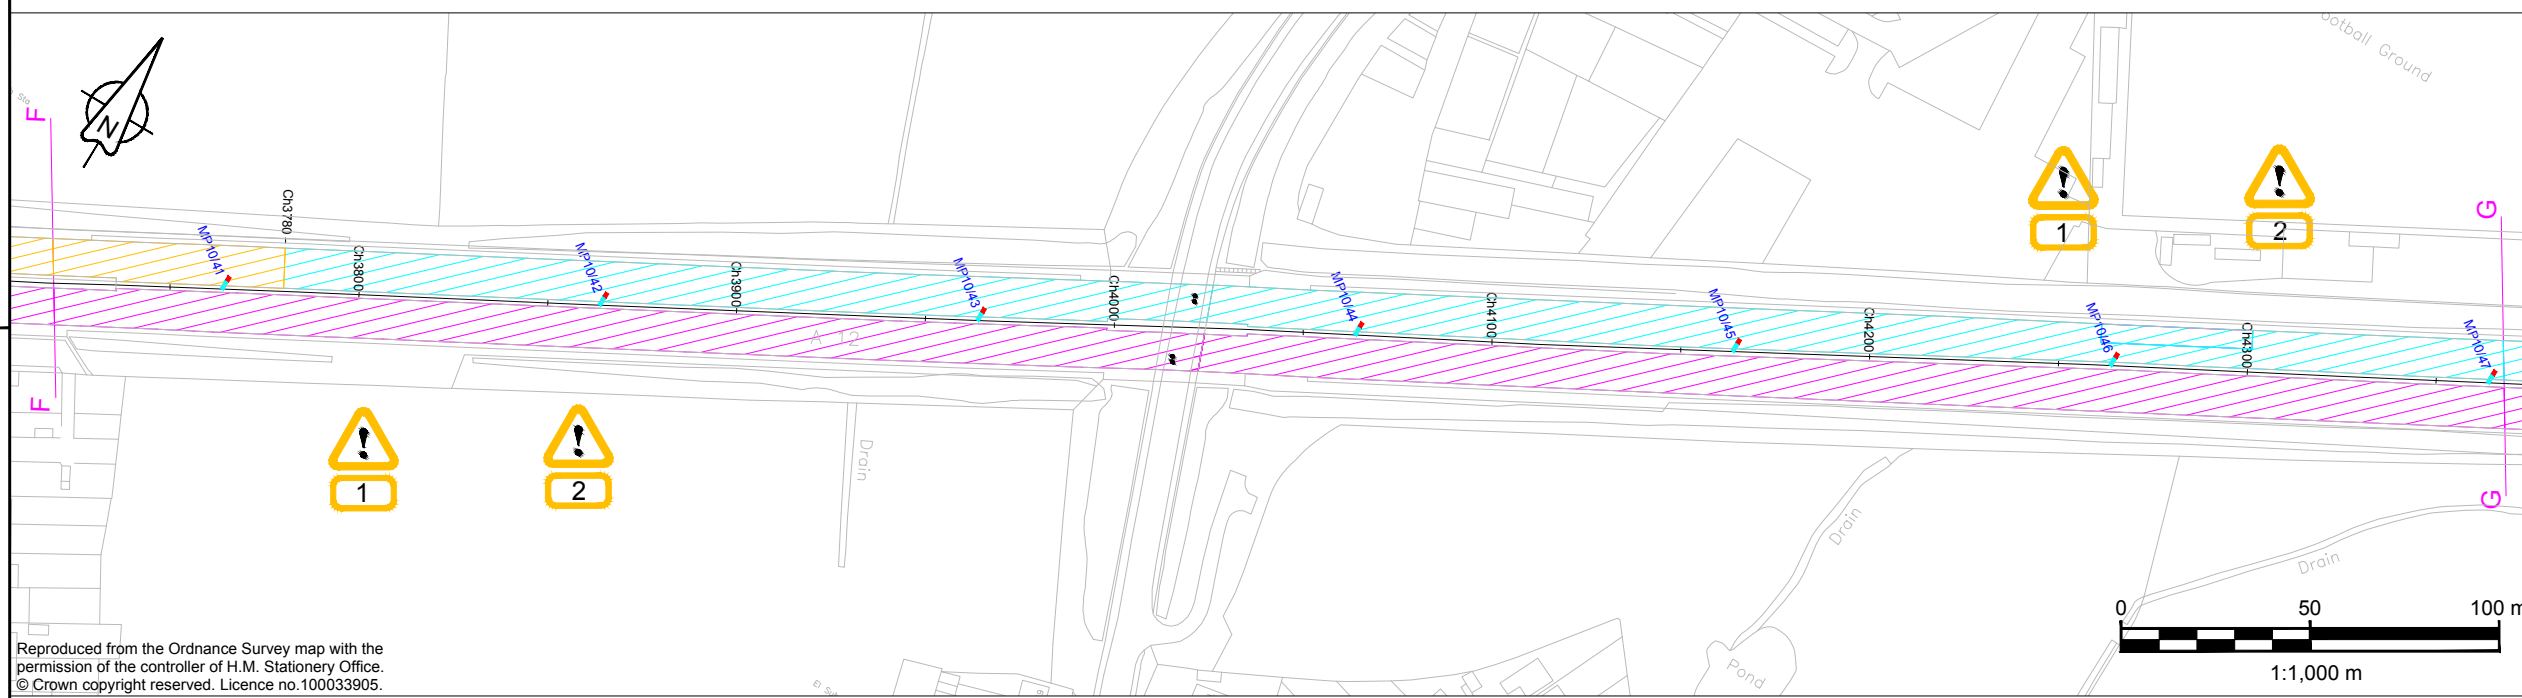 ootball Ground
Sta
F
N
1
2
G
Ch3780
MP10/41
Ch3800
MP10/42
Ch3900
MP10/43
Ch4000
MP10/44
Ch4100
MP10/45
Ch4200
MP10/46
Ch4300
MP10/47
A 12
F
1
2
Drain
Drain
Drain
G
Pond
0 50 100 m
1:1,000 m
Reproduced from the Ordnance Survey map with the
permission of the controller of H.M. Stationery Office.
© Crown copyright reserved. Licence no.100033905.